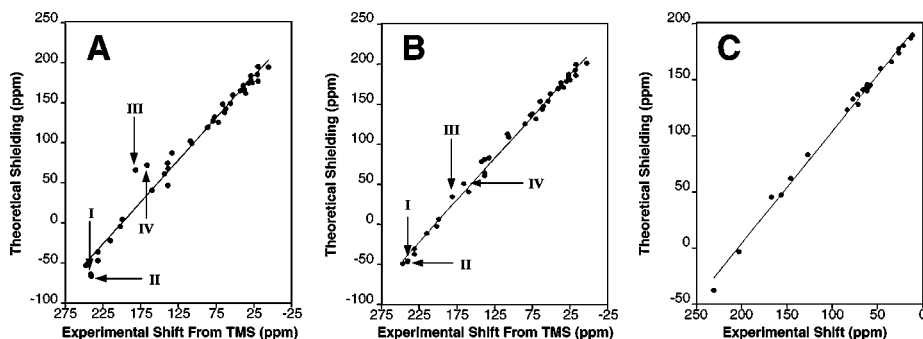 A
Theoretical Shielding (ppm)
250
200
150
100
50
0
-50
-100
III
I
IV
II
275 225 175 125 75 25 -25
Experimental Shift From TMS (ppm)
B
Theoretical Shielding (ppm)
250
200
150
100
50
0
-50
-100
III
I
IV
II
275 225 175 125 75 25 -25
Experimental Shift From TMS (ppm)
C
Theoretical Shielding (ppm)
200
150
100
50
0
-50
250 200 150 100 50 0
Experimental Shift (ppm)